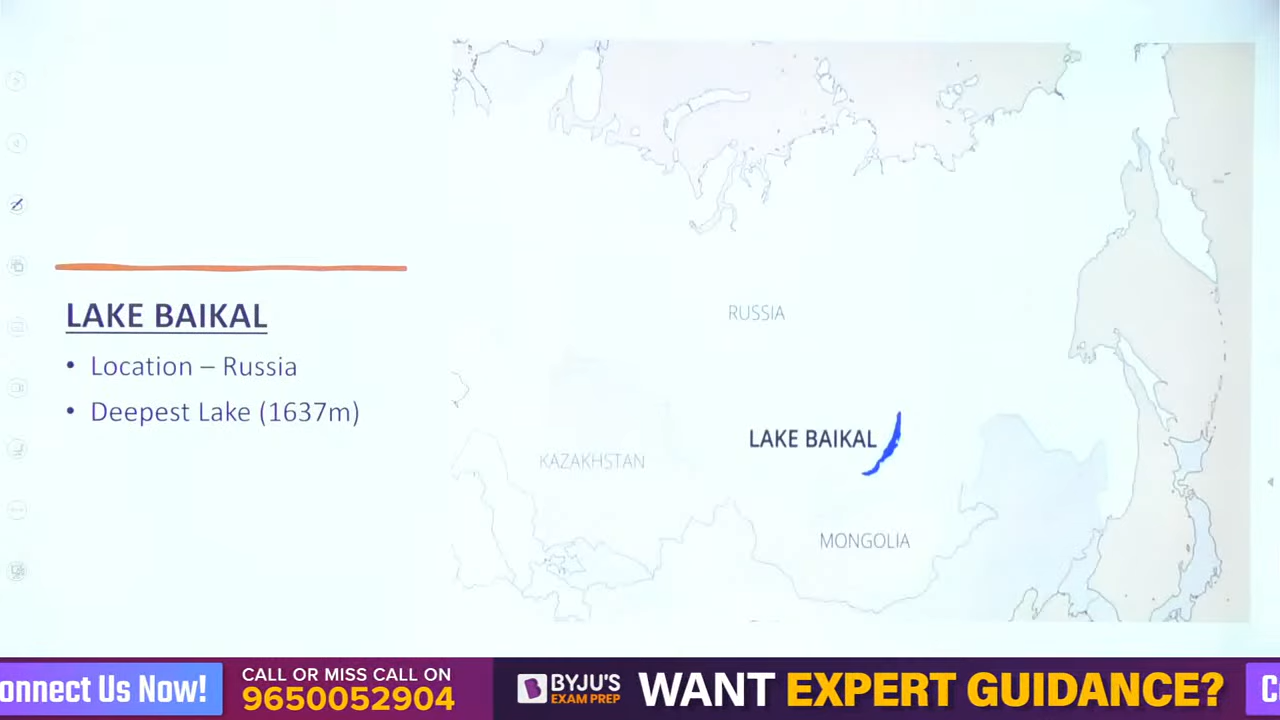 LAKE BAIKAL
• Location – Russia
• Deepest Lake (1637m)
RUSSIA
LAKE BAIKAL
KAZAKHSTAN
MONGOLIA
onnect Us Now!
CALL OR MISS CALL ON
9650052904
BYJU'S
EXAM PREP
WANT EXPERT GUIDANCE?
C